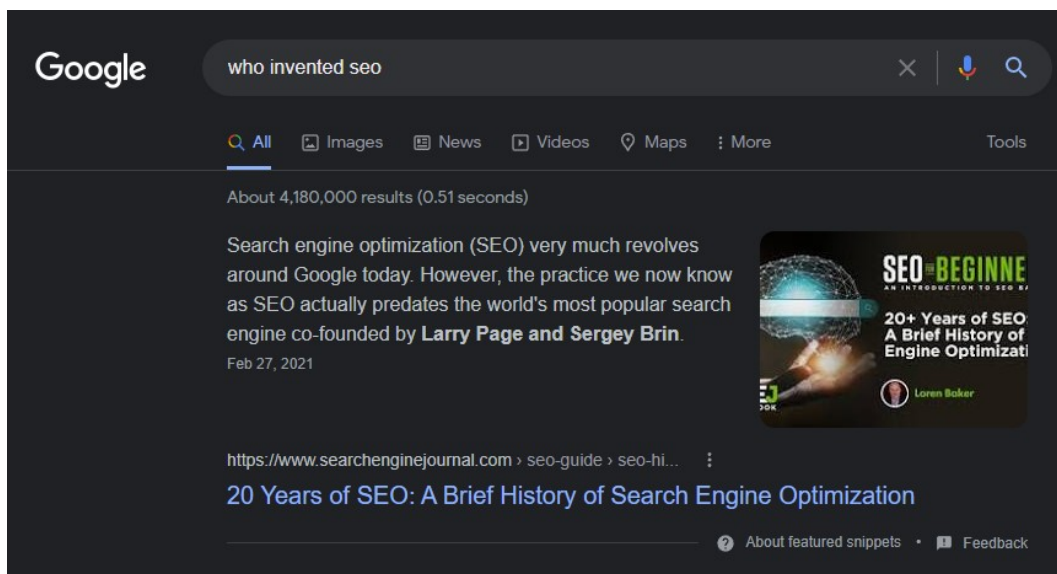 Google
who invented seo
All Images News Videos Maps More Tools
About 4,180,000 results (0.51 seconds)
Search engine optimization (SEO) very much revolves
around Google today. However, the practice we now know
as SEO actually predates the world's most popular search
engine co-founded by Larry Page and Sergey Brin.
Feb 27, 2021
SEO FOR BEGINNE
AN INTRODUCTION TO SEO BA
20+ Years of SEO
A Brief History of
Engine Optimizati
Loren Baker
EJ
OOK
https://www.searchenginejournal.com › seo-guide › seo-hi...
20 Years of SEO: A Brief History of Search Engine Optimization
About featured snippets • Feedback